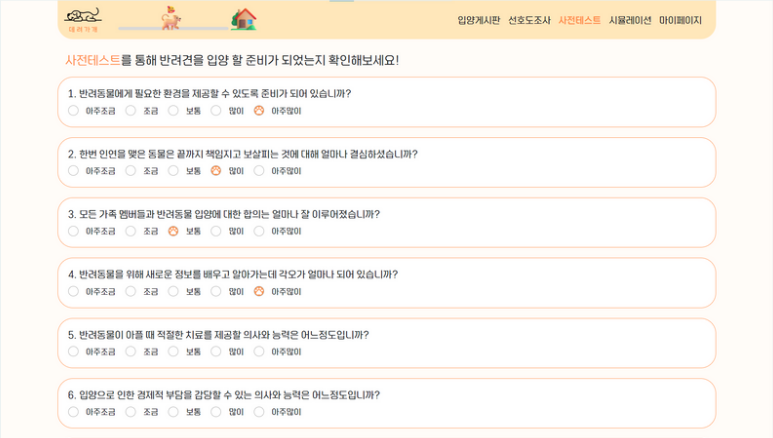 데려가개
입양게시판 선호도조사 사전테스트 시뮬레이션 마이페이지
사전테스트를 통해 반려견을 입양 할 준비가 되었는지 확인해보세요!
1. 반려동물에게 필요한 환경을 제공할 수 있도록 준비가 되어 있습니까?
아주조금 조금 보통 많이 아주많이
2. 한번 인연을 맺은 동물은 끝까지 책임지고 보살피는 것에 대해 얼마나 결심하셨습니까?
아주조금 조금 보통 많이 아주많이
3. 모든 가족 멤버들과 반려동물 입양에 대한 합의는 얼마나 잘 이루어졌습니까?
아주조금 조금 보통 많이 아주많이
4. 반려동물을 위해 새로운 정보를 배우고 알아가는데 각오가 얼마나 되어 있습니까?
아주조금 조금 보통 많이 아주많이
5. 반려동물이 아플 때 적절한 치료를 제공할 의사와 능력은 어느정도입니까?
아주조금 조금 보통 많이 아주많이
6. 입양으로 인한 경제적 부담을 감당할 수 있는 의사와 능력은 어느정도입니까?
아주조금 조금 보통 많이 아주많이